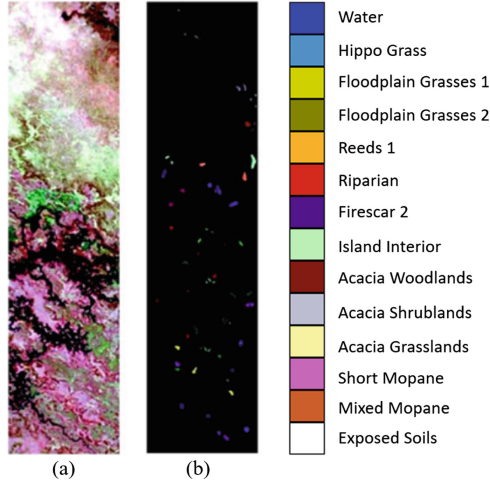 Water
Hippo Grass
Floodplain Grasses 1
Floodplain Grasses 2
Reeds 1
Riparian
Firescar 2
Island Interior
Acacia Woodlands
Acacia Shrublands
Acacia Grasslands
Short Mopane
Mixed Mopane
Exposed Soils
(a)
(b)